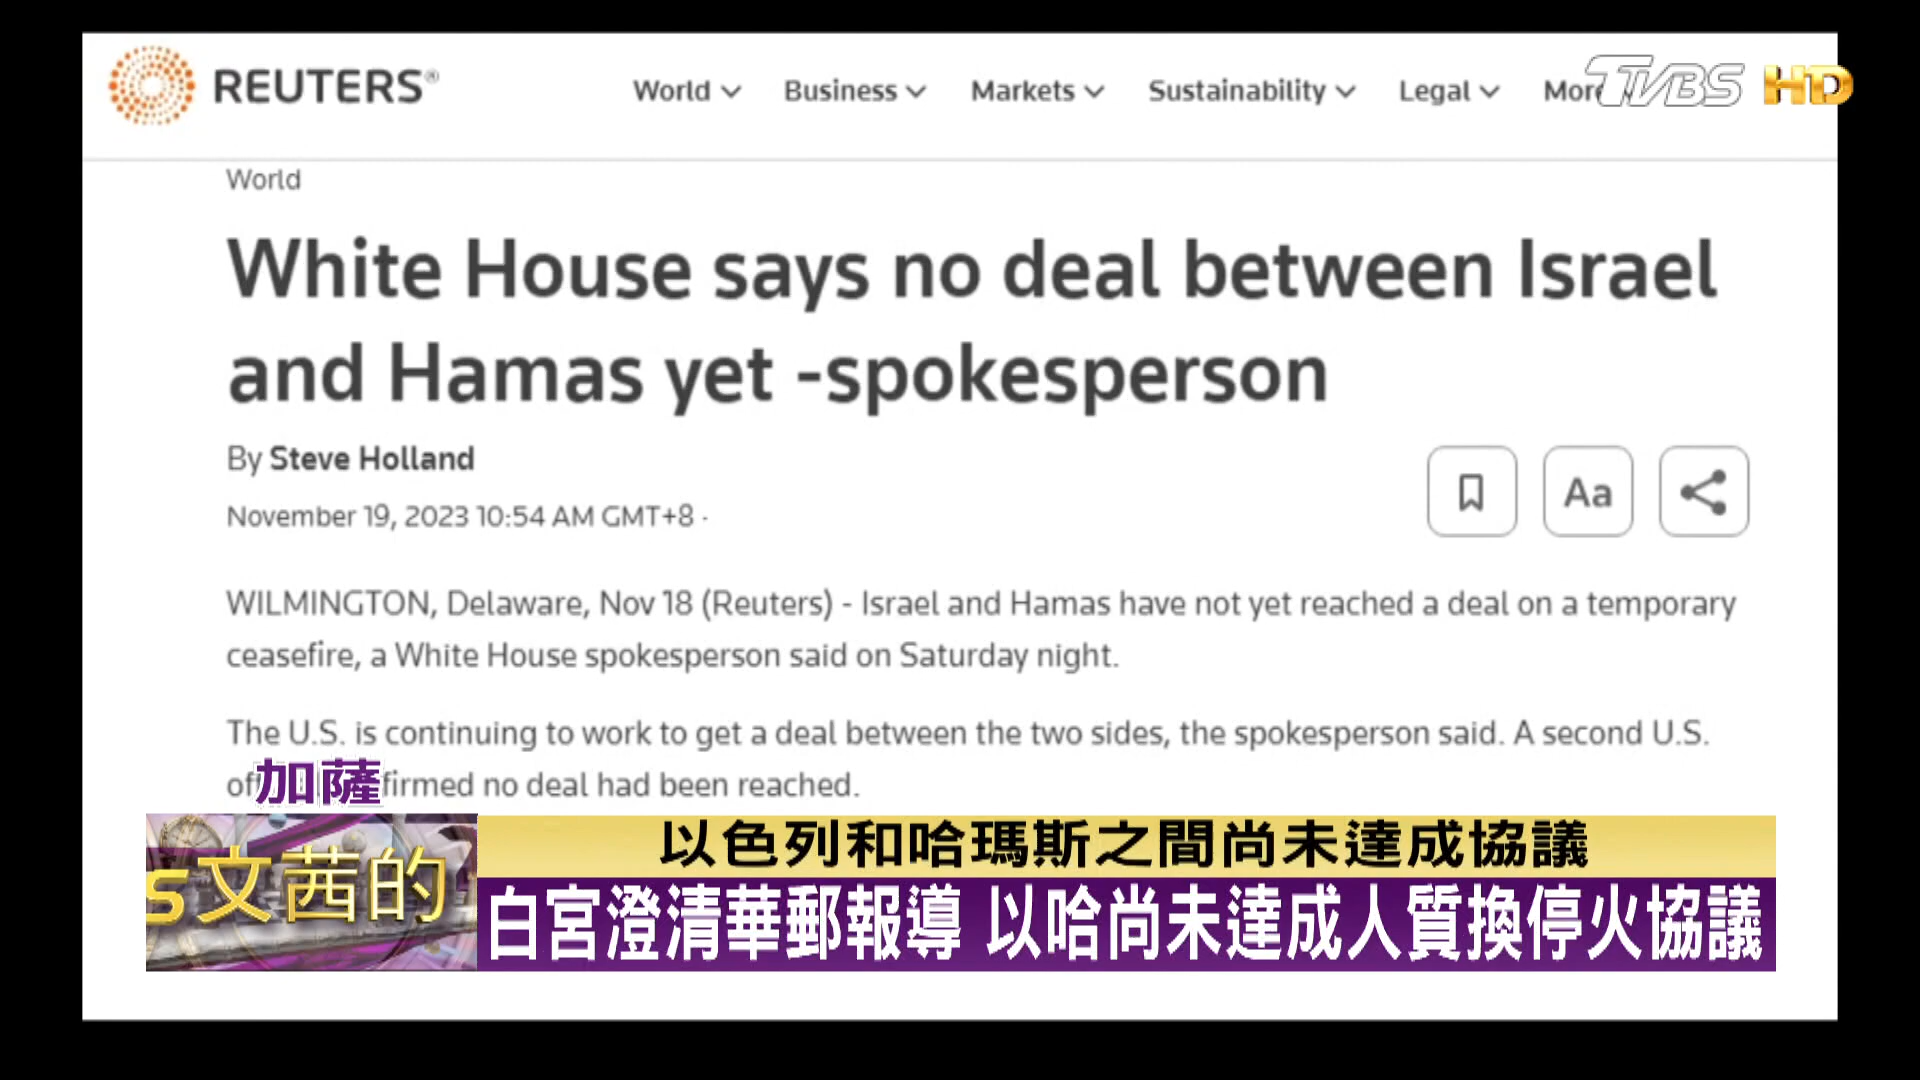 REUTERS®
World
Business
Markets
Sustainability
Legal
TVBS HD
World
White House says no deal between Israel
and Hamas yet -spokesperson
By Steve Holland
Aa
November 19, 2023 10:54 AM GMT+8 ·
WILMINGTON, Delaware, Nov 18 (Reuters) - Israel and Hamas have not yet reached a deal on a temporary
ceasefire, a White House spokesperson said on Saturday night.
The U.S. is continuing to work to get a deal between the two sides, the spokesperson said. A second U.S.
no deal had been reached.
加薩
文茜的
以色列和哈瑪斯之間尚未達成協議
白宮澄清華郵報導 以哈尚未達成人質換停火協議